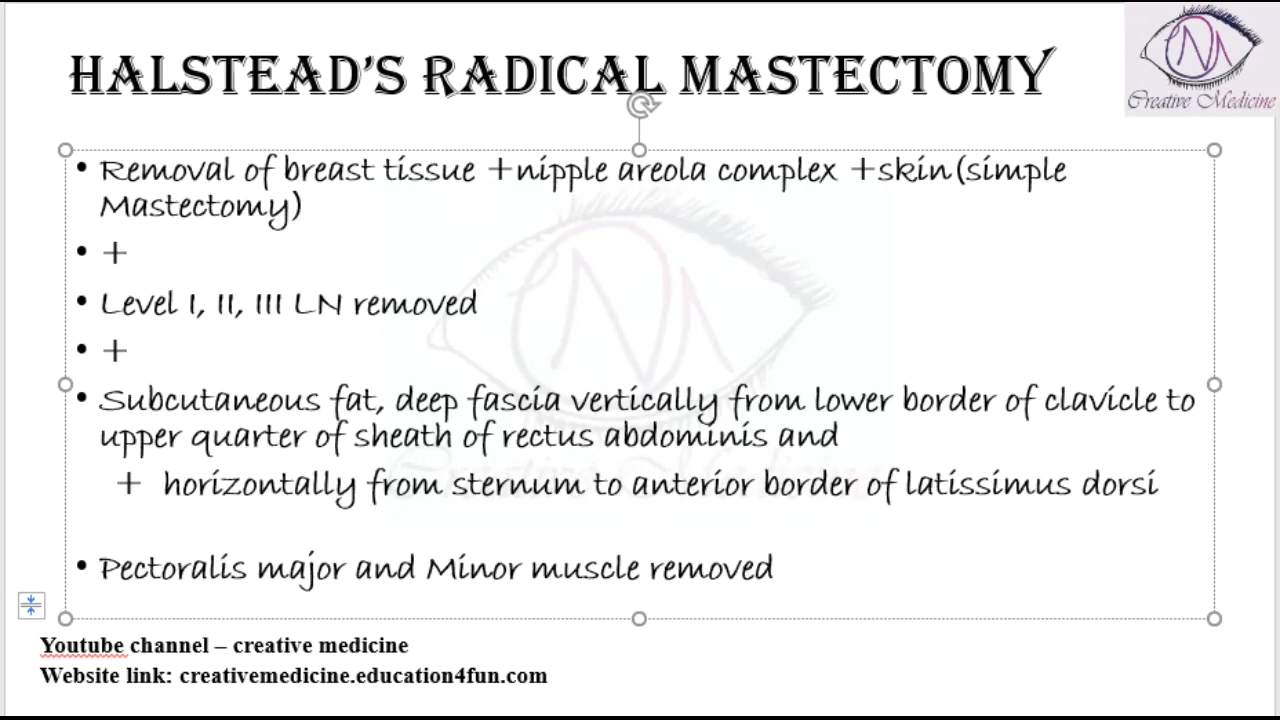 HALSTEAD'S RADICAL MASTECTOMY
Creative Medicine
• Removal of breast tissue +nipple areola complex +skin(simple
Mastectomy)
• +
• Level I, II, III LN removed
• +
• Subcutaneous fat, deep fascia vertically from lower border of clavicle to
upper quarter of sheath of rectus abdominis and
+ horizontally from sternum to anterior border of latissimus dorsi
• Pectoralis major and Minor muscle removed
Youtube channel – creative medicine
Website link: creativemedicine.education4fun.com